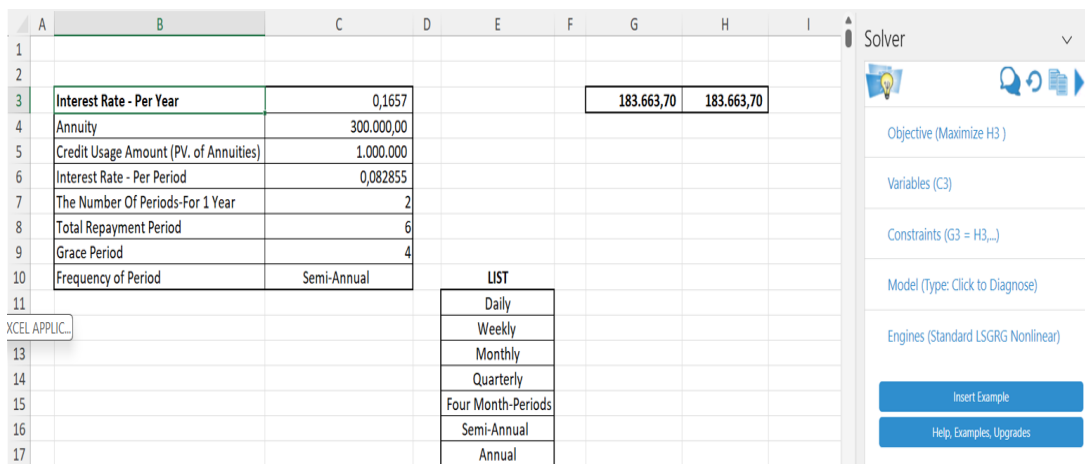 A B C D E F G H I
Solver
1
2
3 Interest Rate - Per Year 0,1657 183.663,70 183.663,70
4 Annuity 300.000,00
Objective (Maximize H3 )
5 Credit Usage Amount (PV. of Annuities) 1.000.000
6 Interest Rate - Per Period 0,082855
Variables (C3)
7 The Number Of Periods-For 1 Year 2
8 Total Repayment Period 6
Constraints (G3 = H3,...)
9 Grace Period 4
10 Frequency of Period Semi-Annual LIST
Model (Type: Click to Diagnose)
11 Daily
XCEL APPLIC... Weekly
Engines (Standard LSGRG Nonlinear)
13 Monthly
14 Quarterly
15 Four Month-Periods
Insert Example
16 Semi-Annual
Help, Examples, Upgrades
17 Annual